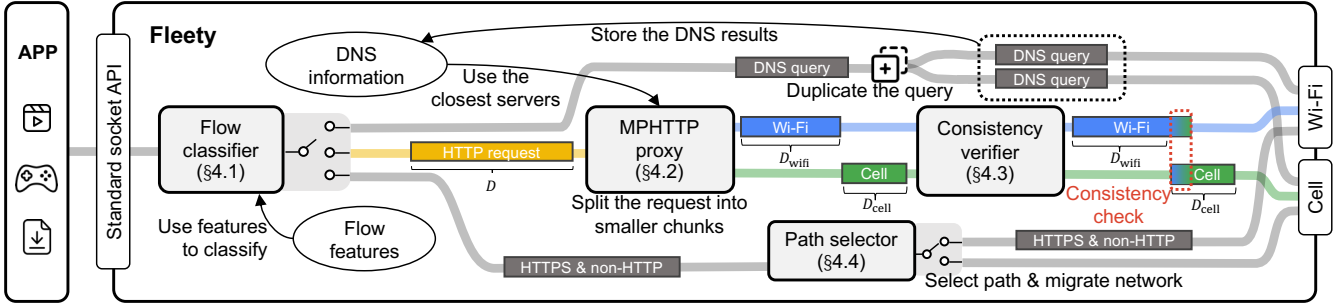 APP
Standard socket API
Fleety
DNS
information
Store the DNS results
Use the
closest servers
DNS query
Duplicate the query
DNS query
DNS query
Flow
classifier
(§4.1)
HTTP request
D
MPHTTP
proxy
(§4.2)
Wi-Fi
D_wifi
Cell
D_cell
Consistency
verifier
(§4.3)
Wi-Fi
D_wifi
Cell
D_cell
Consistency
check
Split the request into
smaller chunks
Use features
to classify
Flow
features
HTTPS & non-HTTP
Path selector
(§4.4)
HTTPS & non-HTTP
Select path & migrate network
Wi-Fi
Cell